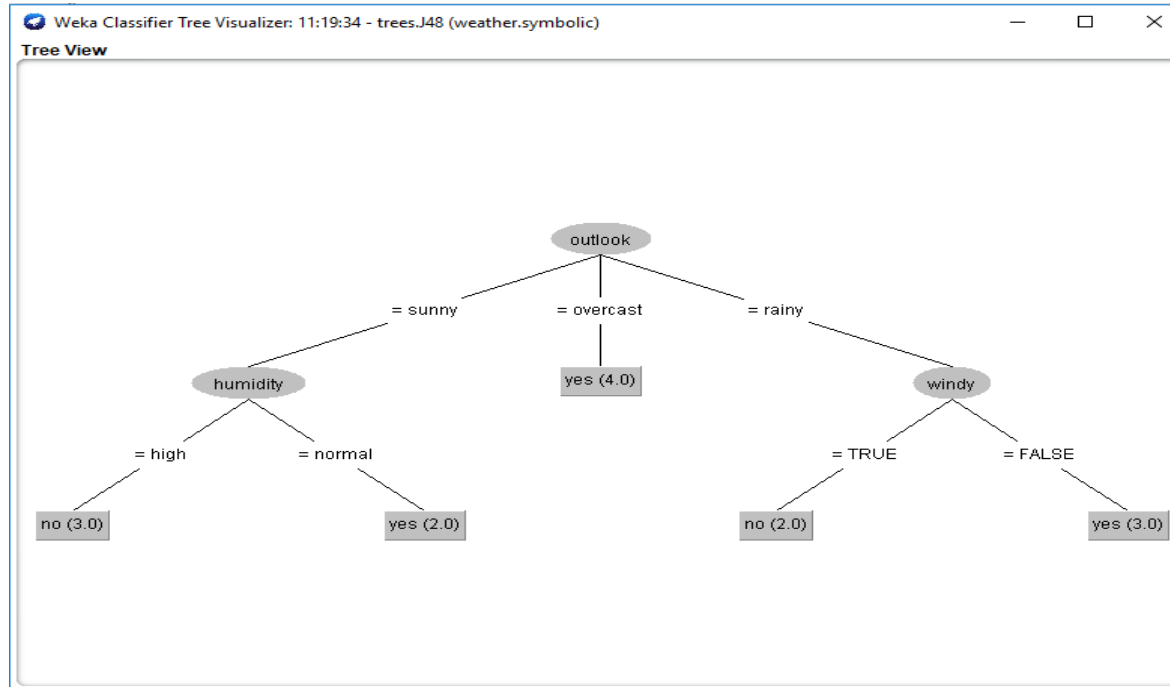 Weka Classifier Tree Visualizer: 11:19:34 - trees.J48 (weather.symbolic)
Tree View
outlook
= sunny
= overcast
= rainy
humidity
yes (4.0)
windy
= high
= normal
= TRUE
= FALSE
no (3.0)
yes (2.0)
no (2.0)
yes (3.0)